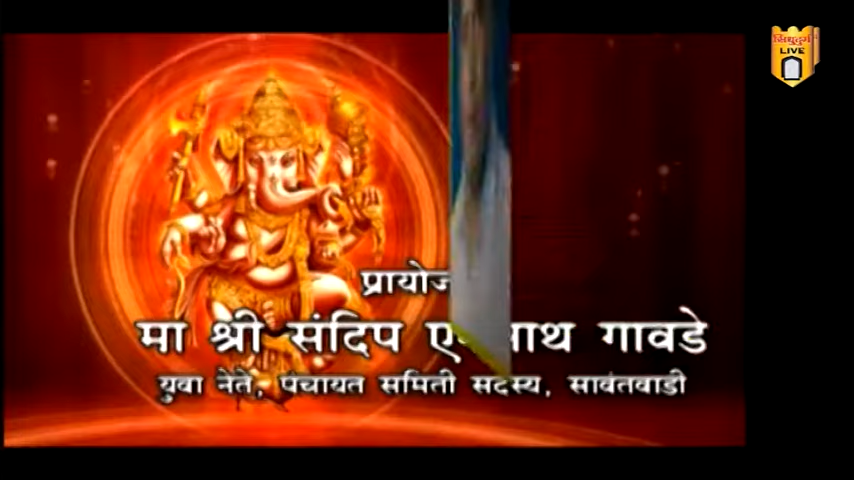 सिंधुदुर्ग
LIVE
मा श्री संदिप गावडे
युवा नेते, पंचायत समिती सदस्य, सावंतवाडी